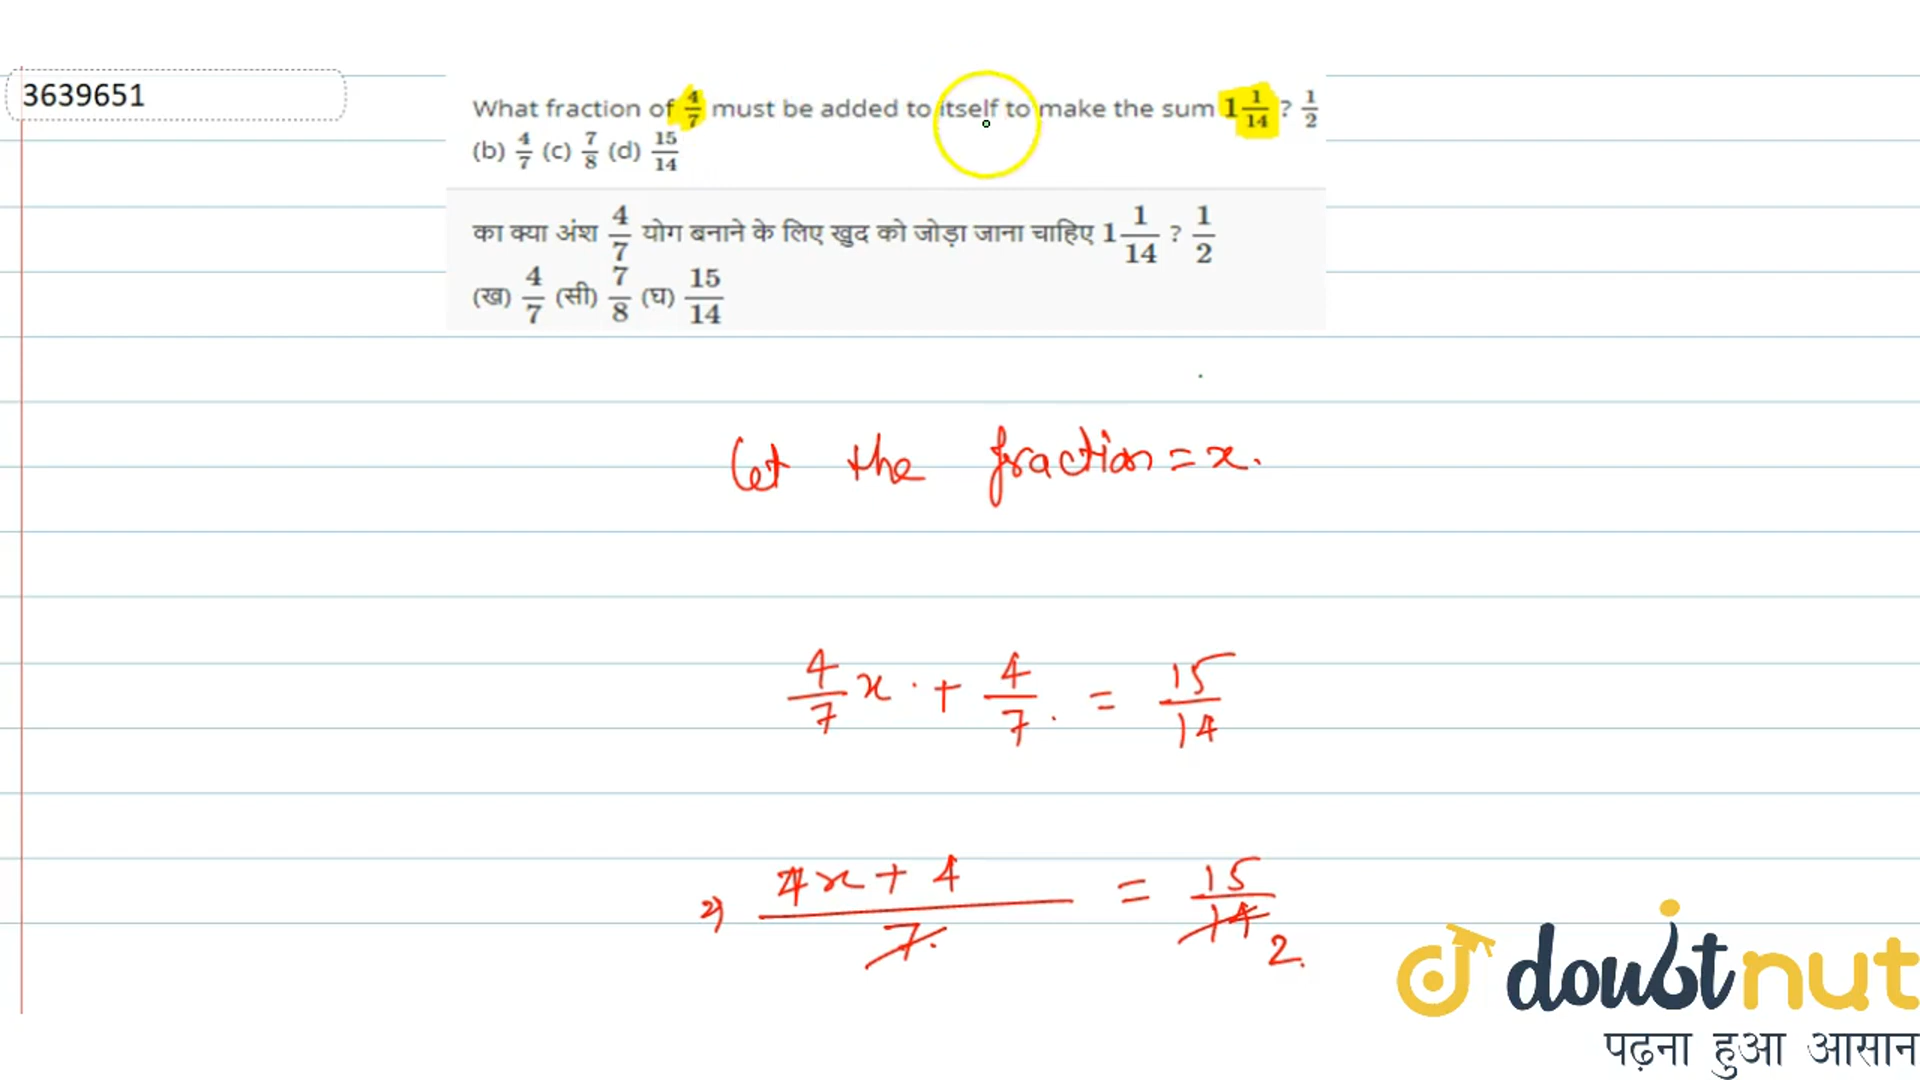 3639651
What fraction of 4/7 must be added to itself to make the sum 1 1/14 ? 1/2
(b) 4/7 (c) 7/8 (d) 15/14
का क्या अंश 4/7 योग बनाने के लिए खुद को जोड़ा जाना चाहिए 1 1/14 ? 1/2
(ख) 4/7 (सी) 7/8 (घ) 15/14
Let the fraction = x.
4/7 x + 4/7 = 15/14
⇒ (4x + 4)/7 = 15/14 2
doubtnut
पढ़ना हुआ आसान